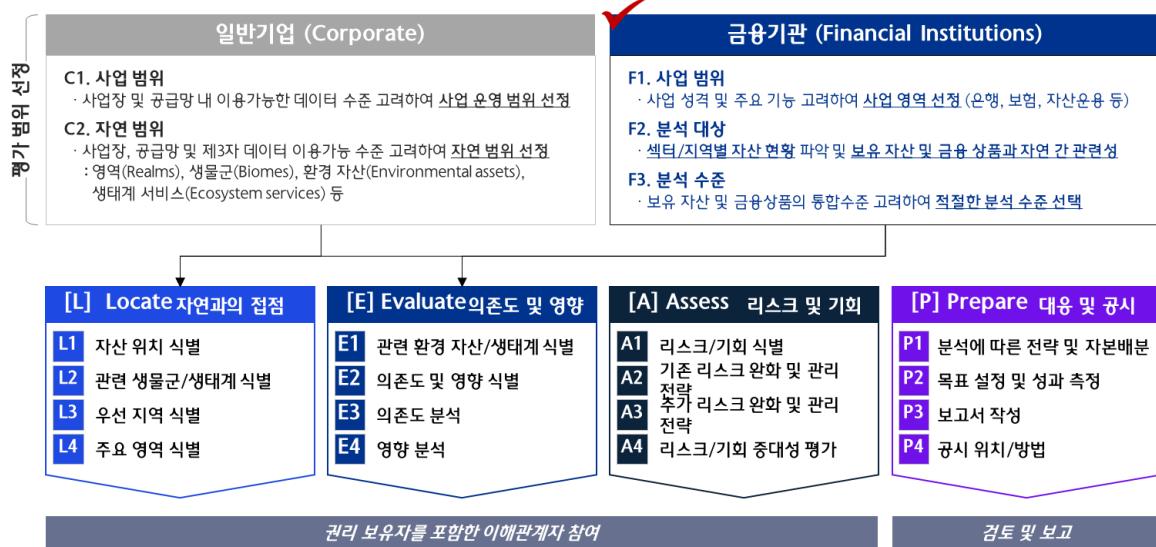 평가 범위 선정
일반기업 (Corporate)
C1. 사업 범위
· 사업장 및 공급망 내 이용가능한 데이터 수준 고려하여 사업 운영 범위 선정
C2. 자연 범위
· 사업장, 공급망 및 제3자 데이터 이용가능 수준 고려하여 자연 범위 선정
: 영역(Realms), 생물군(Biomes), 환경 자산(Environmental assets),
생태계 서비스(Ecosystem services) 등
금융기관 (Financial Institutions)
F1. 사업 범위
· 사업 성격 및 주요 기능 고려하여 사업 영역 선정 (은행, 보험, 자산운용 등)
F2. 분석 대상
· 섹터/지역별 자산 현황 파악 및 보유 자산 및 금융 상품과 자연 간 관련성
F3. 분석 수준
· 보유 자산 및 금융상품의 통합수준 고려하여 적절한 분석 수준 선택
[L] Locate 자연과의 접점
L1 자산 위치 식별
L2 관련 생물군/생태계 식별
L3 우선 지역 식별
L4 주요 영역 식별
[E] Evaluate 의존도 및 영향
E1 관련 환경 자산/생태계 식별
E2 의존도 및 영향 식별
E3 의존도 분석
E4 영향 분석
[A] Assess 리스크 및 기회
A1 리스크/기회 식별
A2 기존 리스크 완화 및 관리
전략
A3 추가 리스크 완화 및 관리
전략
A4 리스크/기회 중대성 평가
[P] Prepare 대응 및 공시
P1 분석에 따른 전략 및 자본배분
P2 목표 설정 및 성과 측정
P3 보고서 작성
P4 공시 위치/방법
권리 보유자를 포함한 이해관계자 참여
검토 및 보고